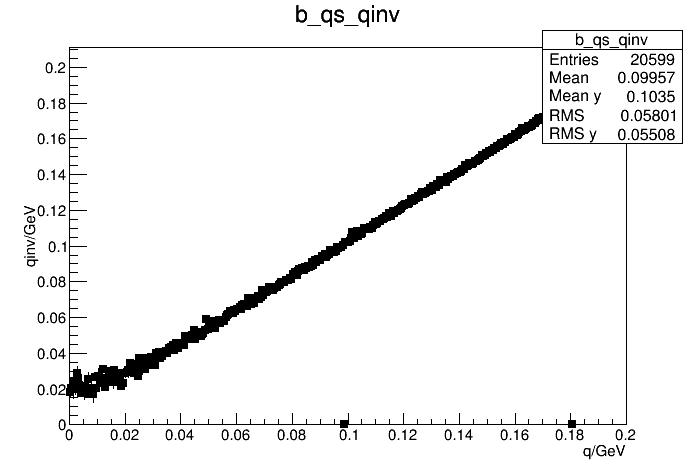 b_qs_qinv
b_qs_qinv
Entries 20599
Mean 0.09957
Mean y 0.1035
RMS 0.05801
RMS y 0.05508
qinv/GeV
0.2
0.18
0.16
0.14
0.12
0.1
0.08
0.06
0.04
0.02
0
0 0.02 0.04 0.06 0.08 0.1 0.12 0.14 0.16 0.18 0.2
q/GeV